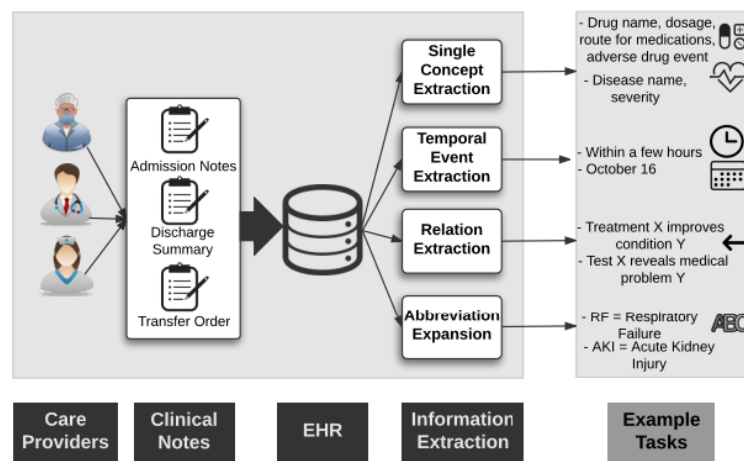 Single
Concept
Extraction
- Drug name, dosage,
route for medications,
adverse drug event
- Disease name,
severity
Admission Notes
Discharge
Summary
Transfer Order
Temporal
Event
Extraction
- Within a few hours
- October 16
Relation
Extraction
- Treatment X improves
condition Y
- Test X reveals medical
problem Y
Abbreviation
Expansion
- RF = Respiratory
Failure
- AKI = Acute Kidney
Injury
ABC
Care
Providers
Clinical
Notes
EHR
Information
Extraction
Example
Tasks